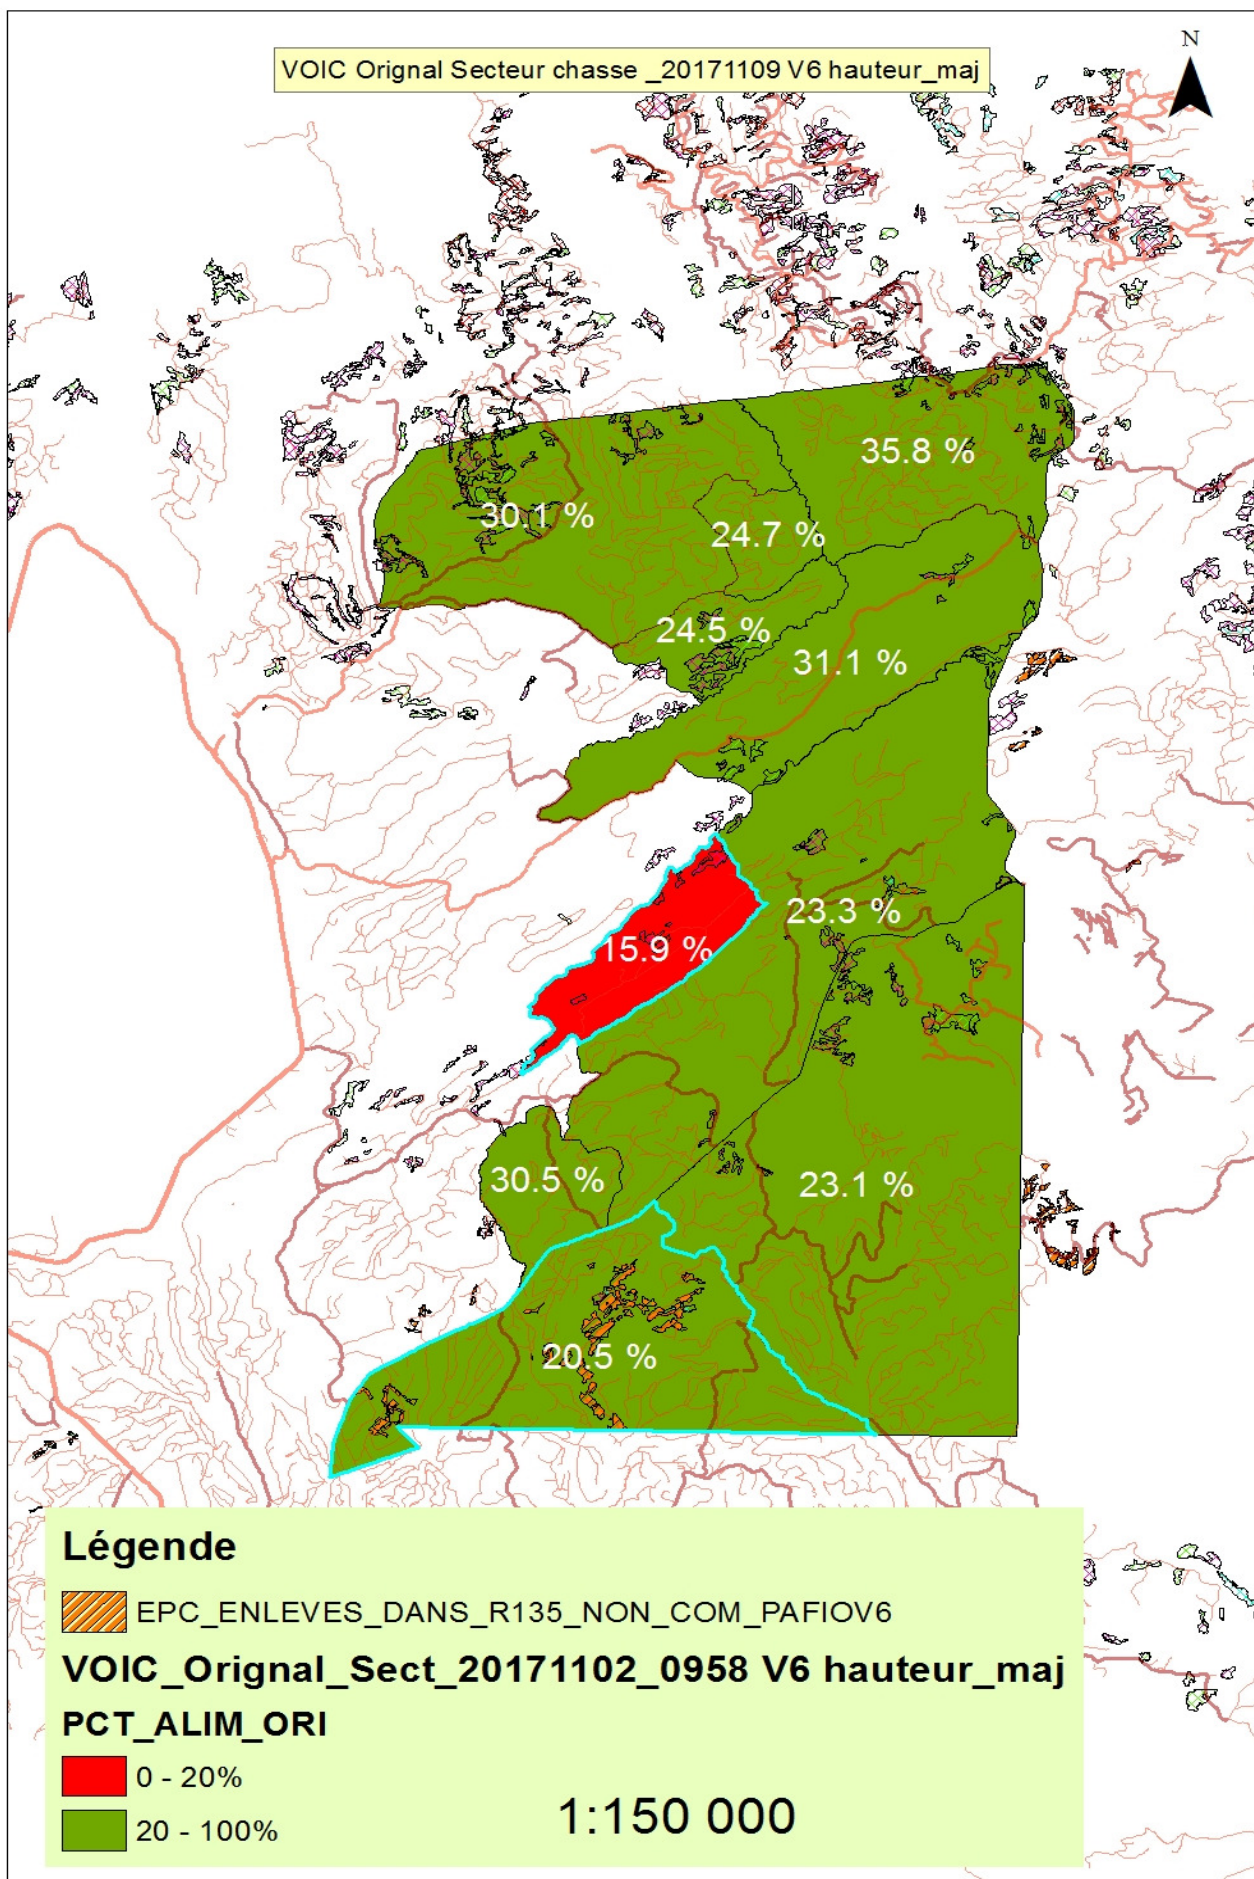 N
VOIC Orignal Secteur chasse _20171109 V6 hauteur_maj
35.8 %
30.1 %
24.7 %
24.5 %
31.1 %
23.3 %
15.9 %
30.5 %
23.1 %
20.5 %
Légende
EPC_ENLEVES_DANS_R135_NON_COM_PAFIOV6
VOIC_Orignal_Sect_20171102_0958 V6 hauteur_maj
PCT_ALIM_ORI
0 - 20%
20 - 100%
1:150 000